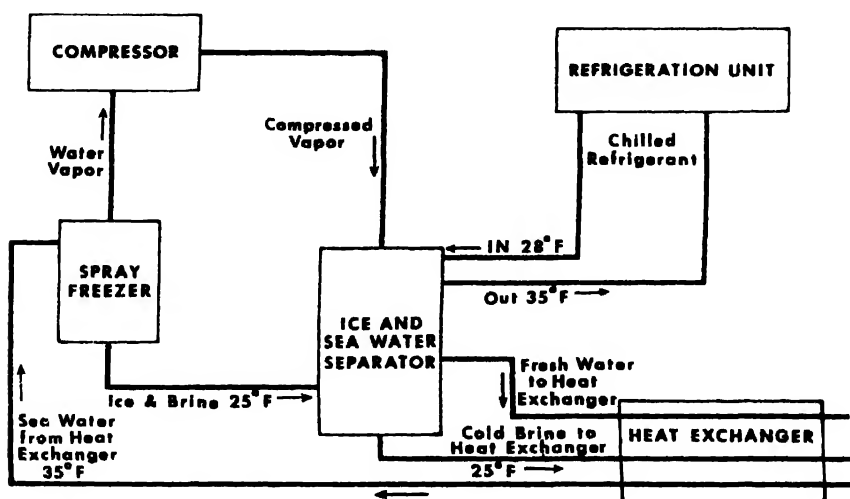 COMPRESSOR
REFRIGERATION UNIT
Compressed
Vapor
Chilled
Refrigerant
Water
Vapor
IN 28°F
SPRAY
FREEZER
Out 35°F
ICE AND
SEA WATER
SEPARATOR
Fresh Water
to Heat
Exchanger
Ice & Brine 25°F
Sea Water
from Heat
Exchanger
35°F
Cold Brine to
Heat Exchanger
25°F
HEAT EXCHANGER